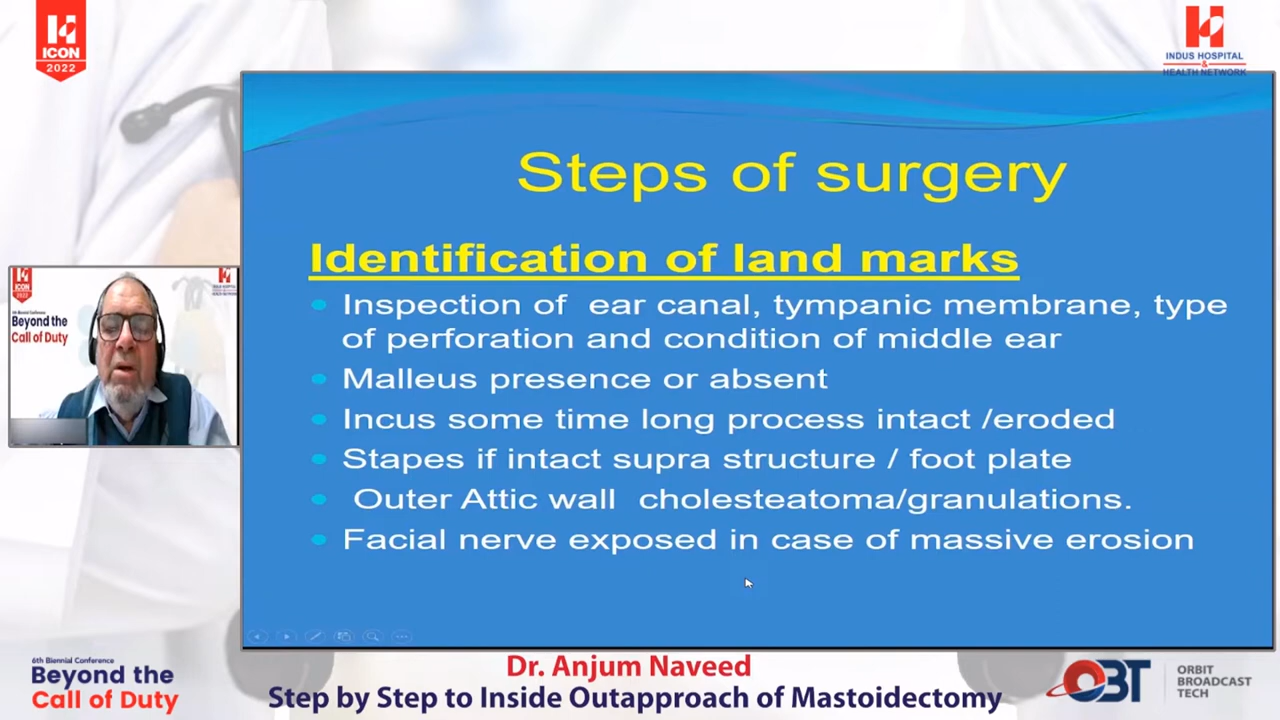 ICON
2022
INDUS HOSPITAL
&
HEALTH NETWORK
Steps of surgery
Identification of land marks
Inspection of ear canal, tympanic membrane, type
of perforation and condition of middle ear
Malleus presence or absent
Incus some time long process intact /eroded
Stapes if intact supra structure / foot plate
Outer Attic wall cholesteatoma/granulations.
Facial nerve exposed in case of massive erosion
ICON
2022
Beyond the
Call of Duty
6th Biennial Conference
Beyond the
Call of Duty
Dr. Anjum Naveed
Step by Step to Inside Outapproach of Mastoidectomy
OBT
ORBIT
BROADCAST
TECH